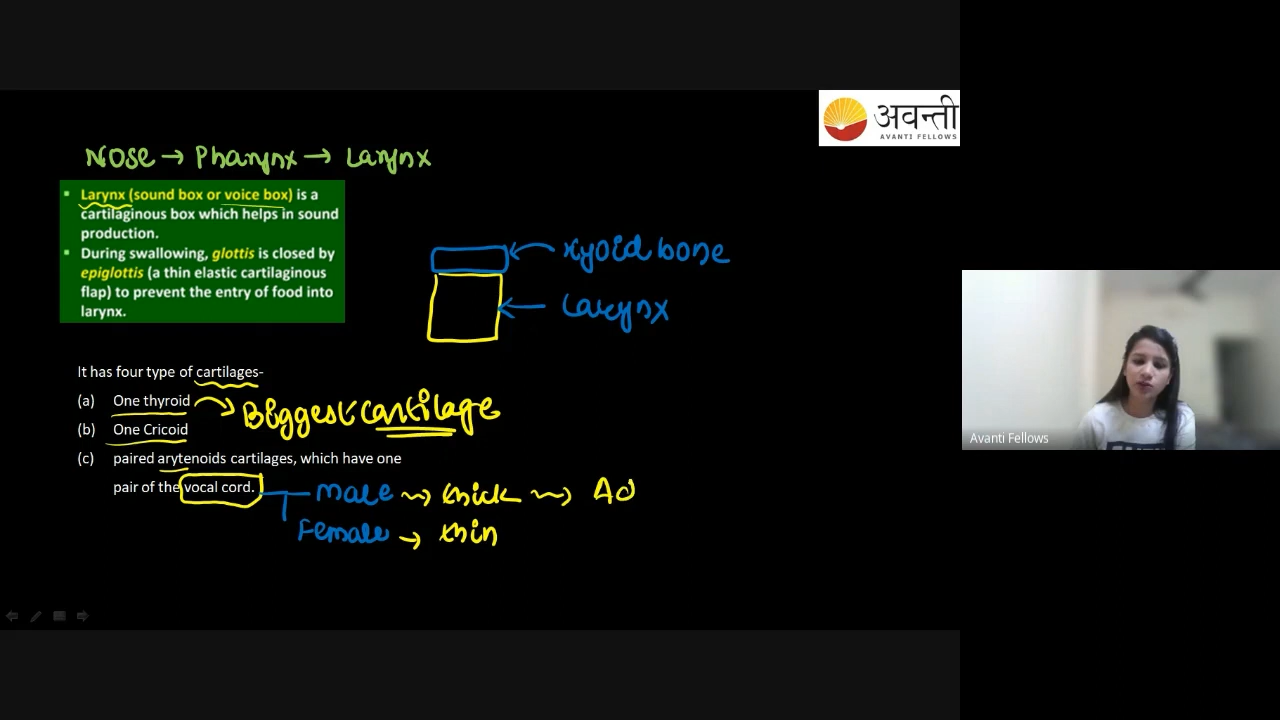 अवन्ती
AVANTI FELLOWS
Nose → Pharynx → Larynx
▪ Larynx (sound box or voice box) is a
cartilaginous box which helps in sound
production.
▪ During swallowing, glottis is closed by
epiglottis (a thin elastic cartilaginous
flap) to prevent the entry of food into
larynx.
xyoid bone
Larynx
It has four type of cartilages-
(a) One thyroid → Biggest cartilage
(b) One Cricoid
(c) paired arytenoids cartilages, which have one
pair of the vocal cord.
Male → thick → Ad
Female → thin
Avanti Fellows